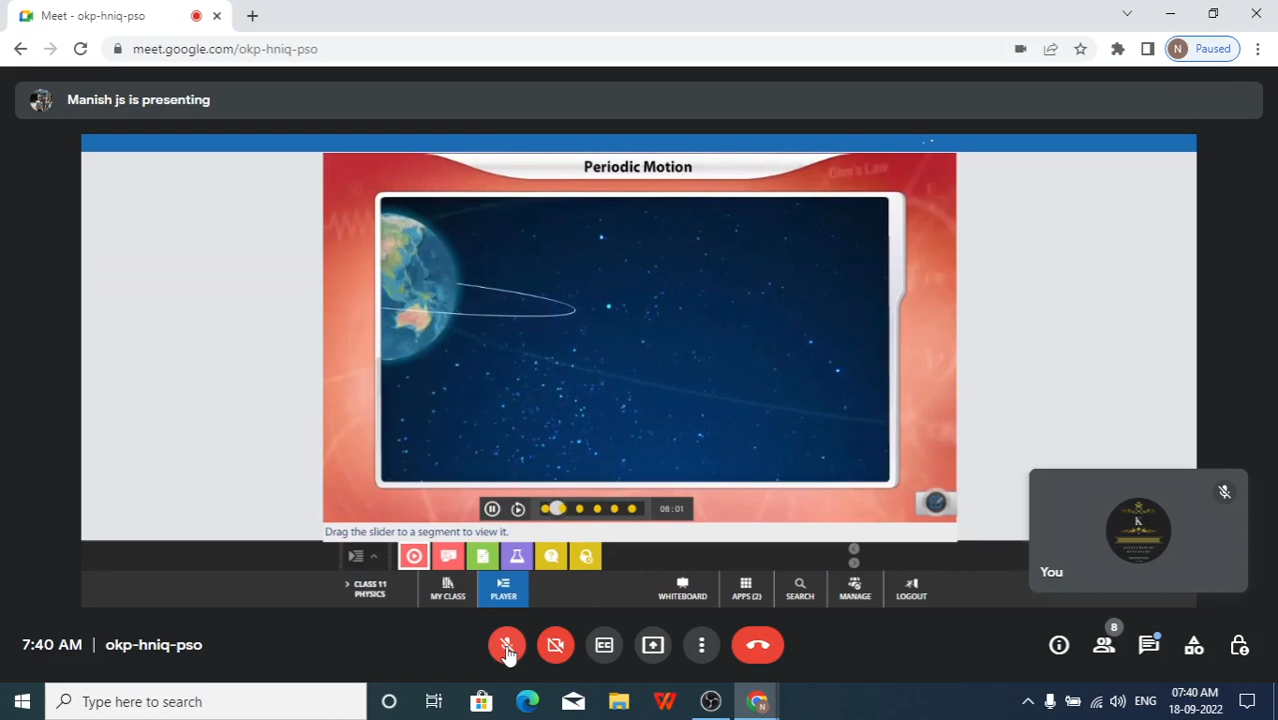 Meet - okp-hniq-pso
meet.google.com/okp-hniq-pso
N Paused
Manish js is presenting
Periodic Motion
Ohm's Law
08 : 01
Drag the slider to a segment to view it.
CLASS 11
PHYSICS
MY CLASS
PLAYER
WHITEBOARD
APPS (2)
SEARCH
MANAGE
LOGOUT
K
You
7:40 AM | okp-hniq-pso
CC
8
Type here to search
ENG
07:40 AM
18-09-2022